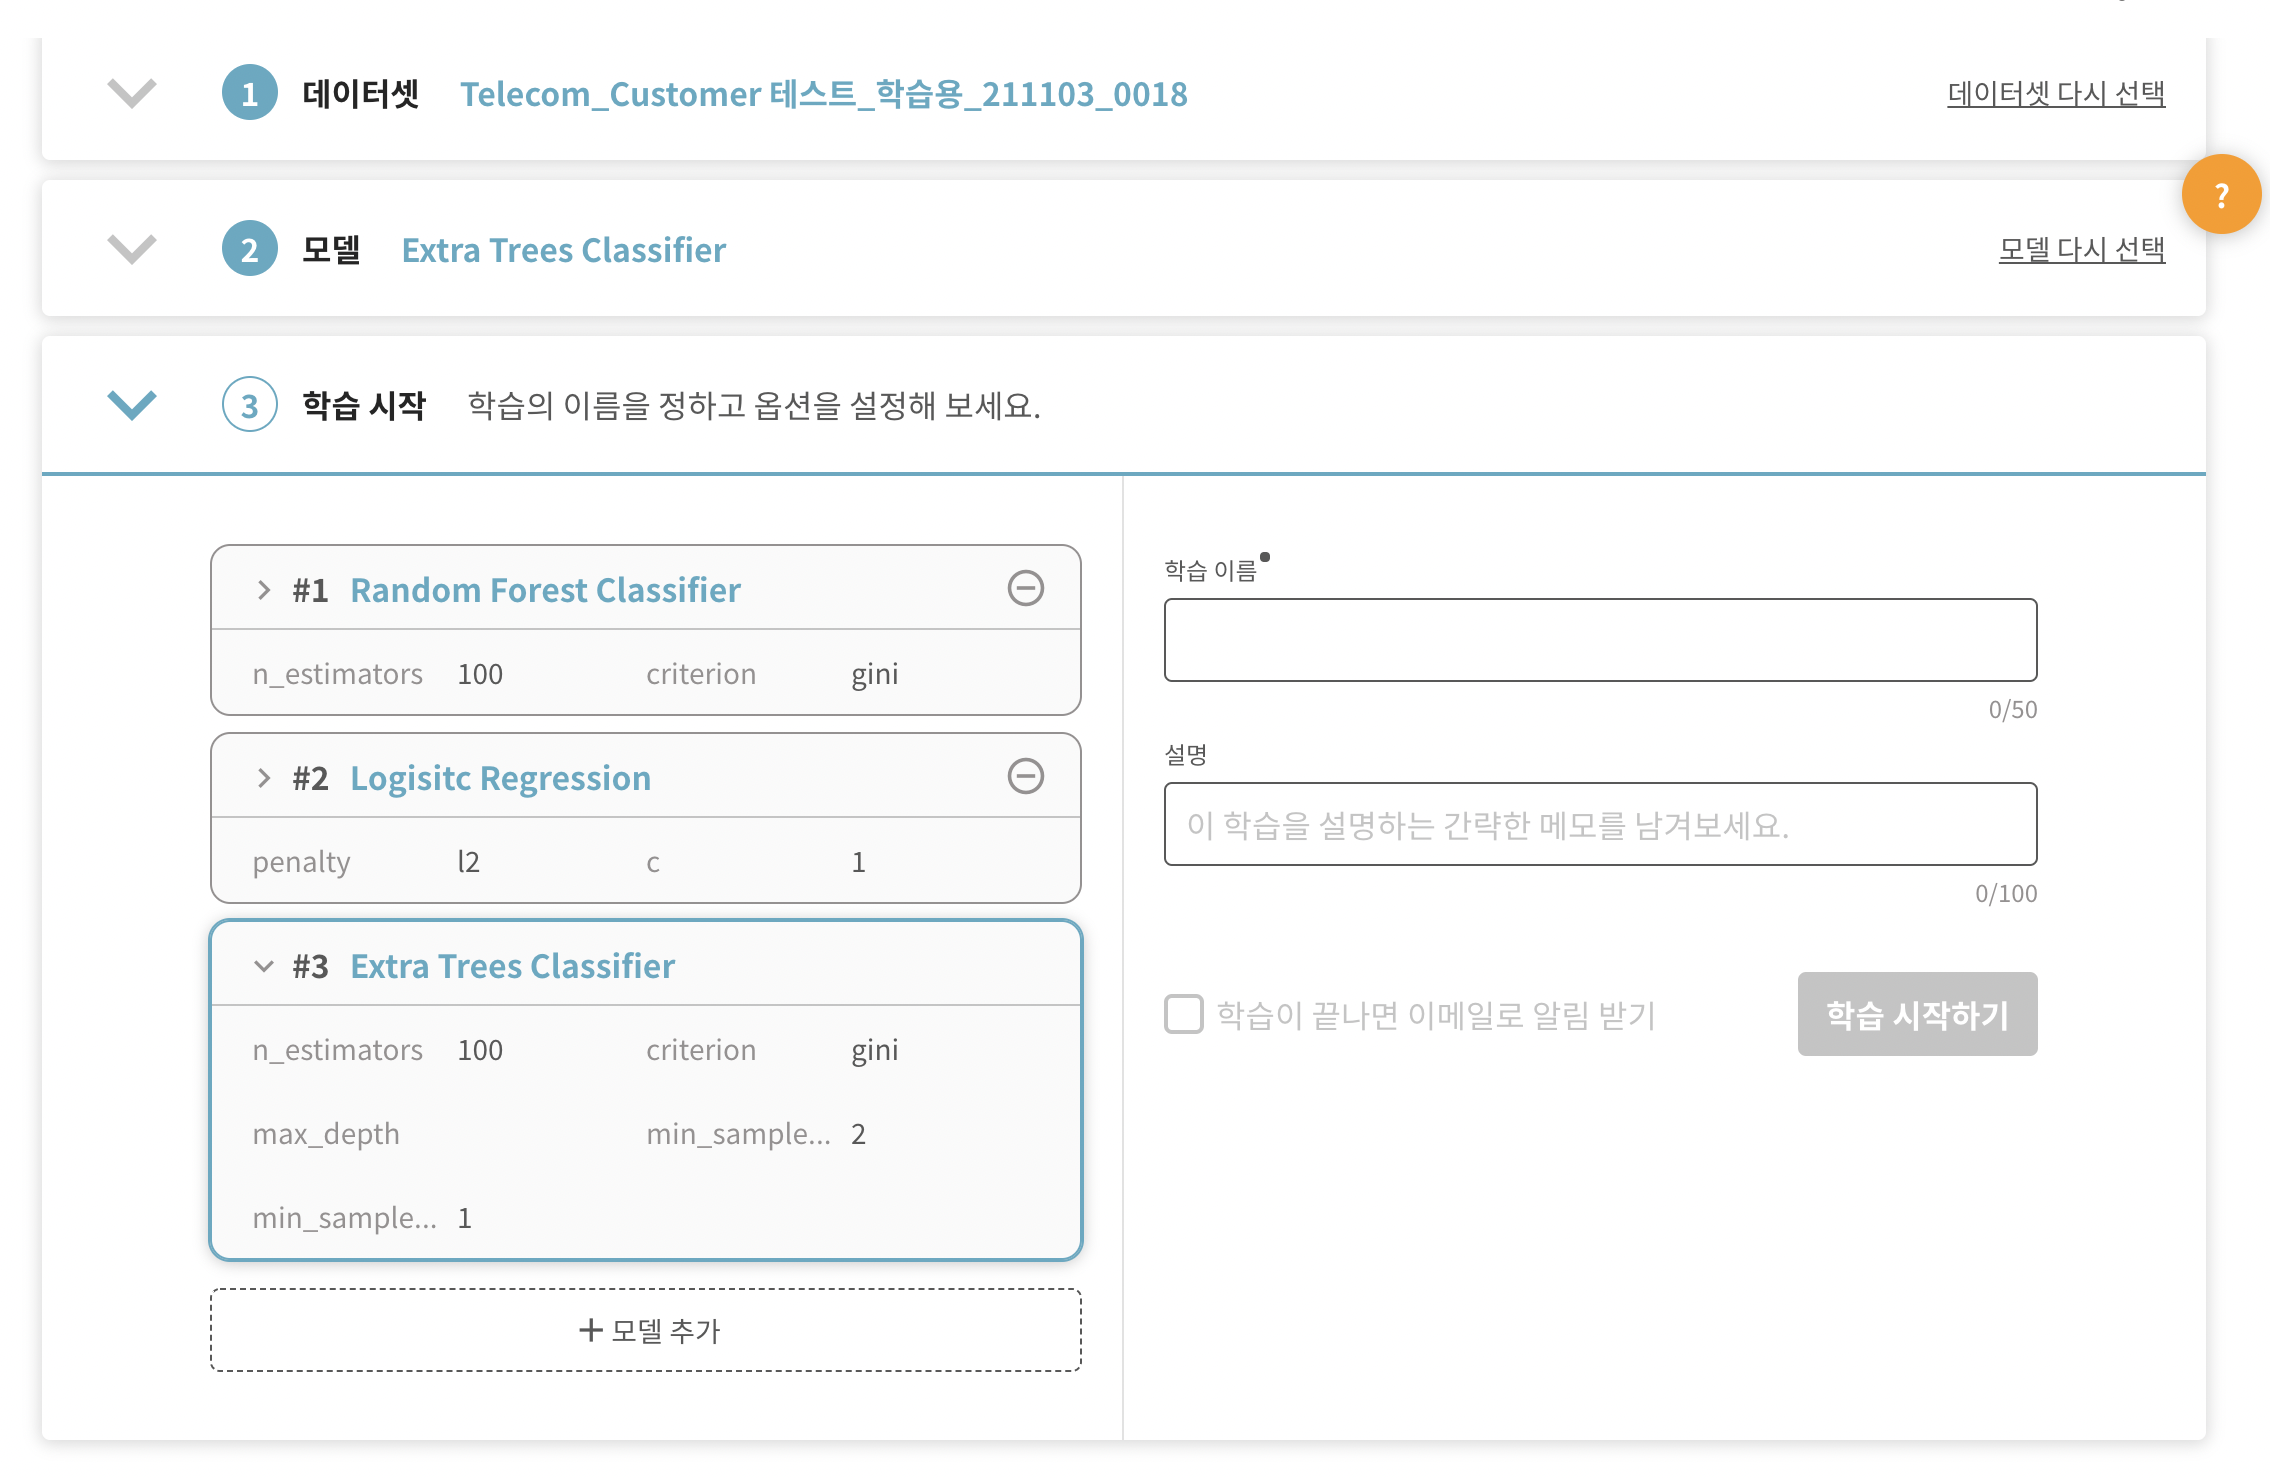 1 데이터셋 Telecom_Customer 테스트_학습용_211103_0018 데이터셋 다시 선택
?
2 모델 Extra Trees Classifier 모델 다시 선택
3 학습 시작 학습의 이름을 정하고 옵션을 설정해 보세요.
#1 Random Forest Classifier
n_estimators 100 criterion gini
#2 Logisitc Regression
penalty l2 c 1
#3 Extra Trees Classifier
n_estimators 100 criterion gini
max_depth min_sample... 2
min_sample... 1
+ 모델 추가
학습 이름
0/50
설명
이 학습을 설명하는 간략한 메모를 남겨보세요.
0/100
학습이 끝나면 이메일로 알림 받기 학습 시작하기